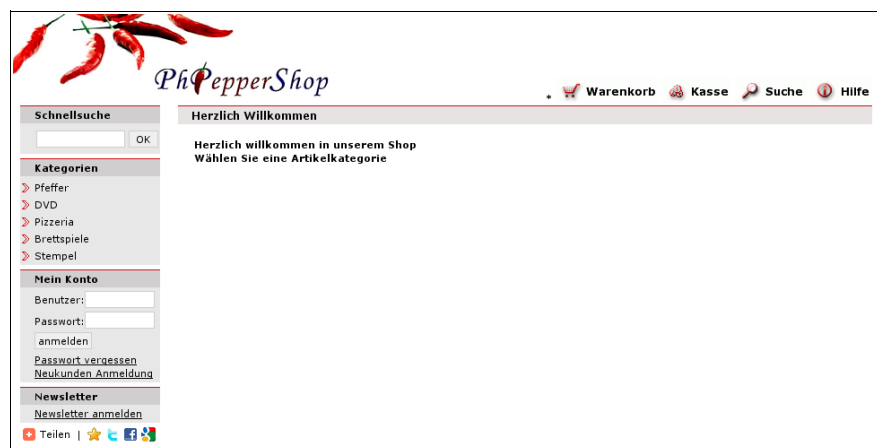 PhPepperShop
Warenkorb Kasse Suche Hilfe
Schnellsuche
OK
Kategorien
Pfeffer
DVD
Pizzeria
Brettspiele
Stempel
Mein Konto
Benutzer:
Passwort:
anmelden
Passwort vergessen
Neukunden Anmeldung
Newsletter
Newsletter anmelden
Teilen |
Herzlich Willkommen
Herzlich willkommen in unserem Shop
Wählen Sie eine Artikelkategorie